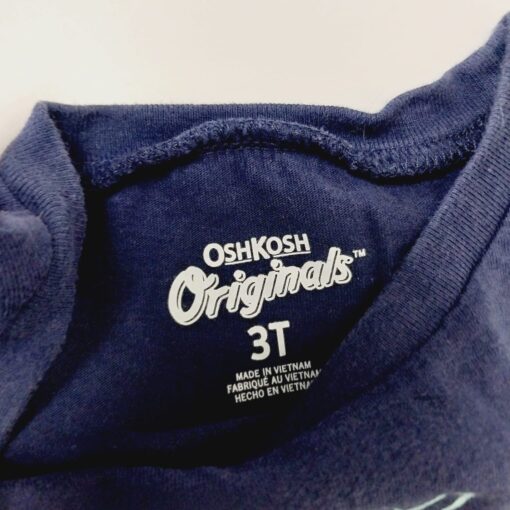 OSHKOSH
Originals™
3T
MADE IN VIETNAM
FABRIQUÉ AU VIETNAM
HECHO EN VIETNAM